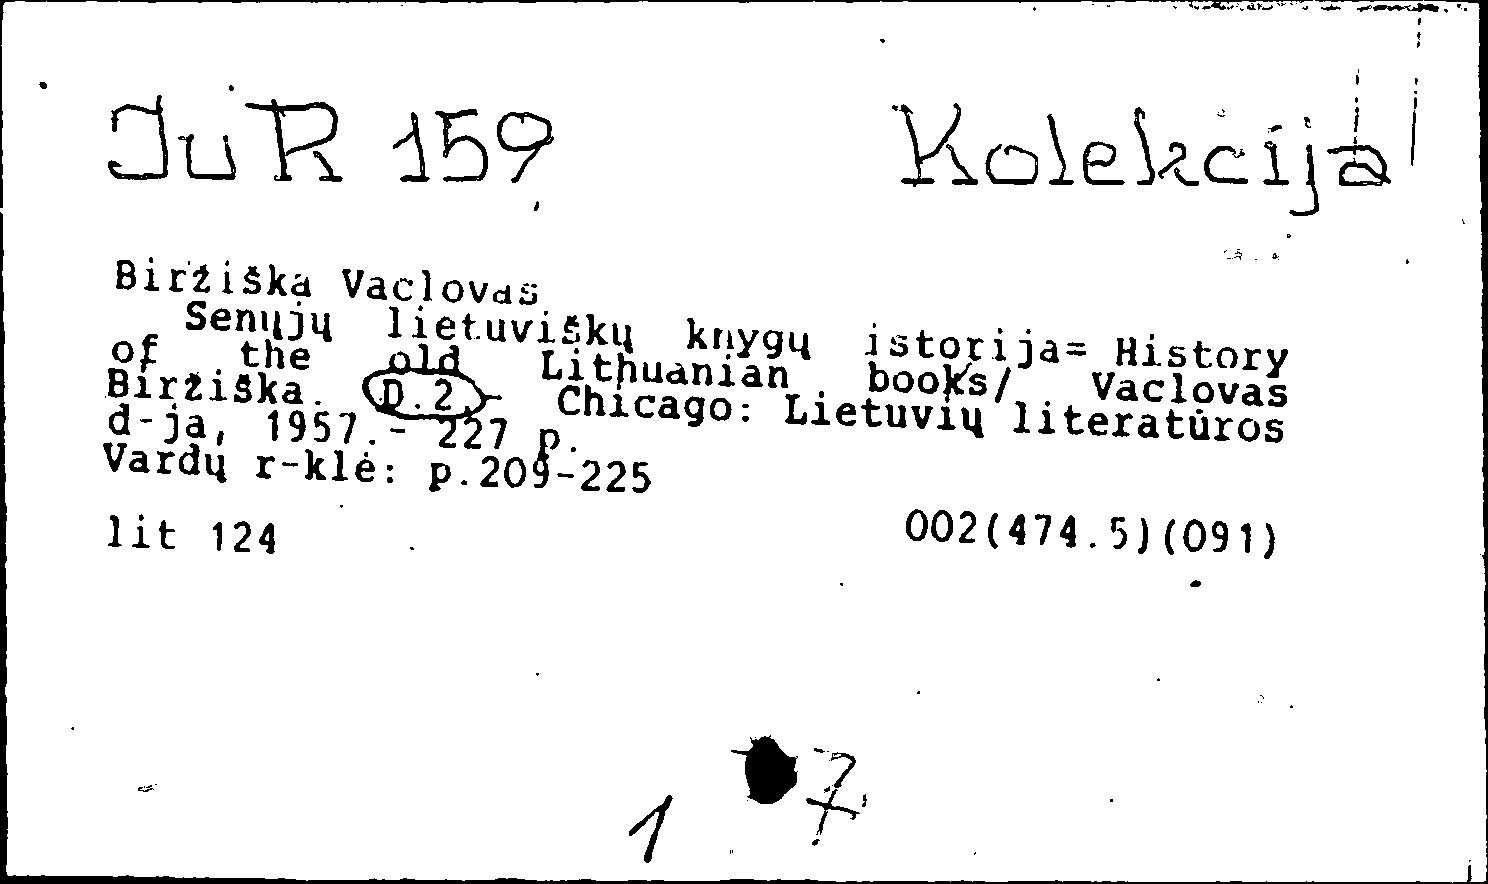 JuR 159 Kolekcija
Biržiška Vaclovas
Senųjų lietuviškų knygų istorija= History
of the old Lithuanian books/ Vaclovas
Biržiška. D.2.- Chicago: Lietuvių literatūros
d-ja, 1957.- 227 p.
Vardų r-klė: p.209-225
lit 124 002(474.5)(091)
1 7